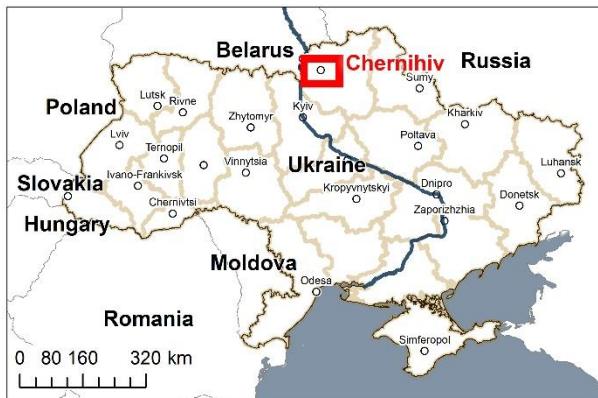 Belarus
Chernihiv
Russia
Sumy
Poland
Lutsk
Rivne
Kyiv
Kharkiv
Zhytomyr
Lviv
Poltava
Ternopil
Luhansk
Vinnytsia
Ukraine
Slovakia
Ivano-Frankivsk
Kropyvnytskyi
Dnipro
Donetsk
Hungary
Chernivtsi
Zaporizhzhia
Moldova
Odesa
Romania
Simferopol
0 80 160 320 km